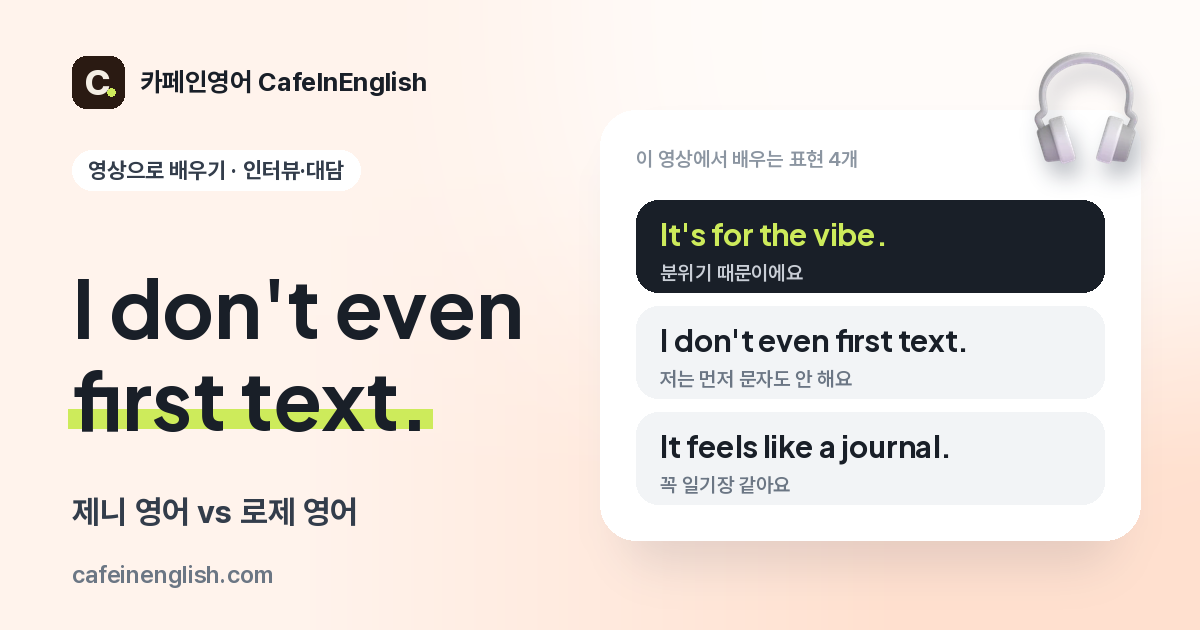 C.
카페인영어 CafeInEnglish
영상으로 배우기 · 인터뷰·대담
I don't even
first text.
제니 영어 vs 로제 영어
cafeinenglish.com
이 영상에서 배우는 표현 4개
It's for the vibe.
분위기 때문이에요
I don't even first text.
저는 먼저 문자도 안 해요
It feels like a journal.
꼭 일기장 같아요